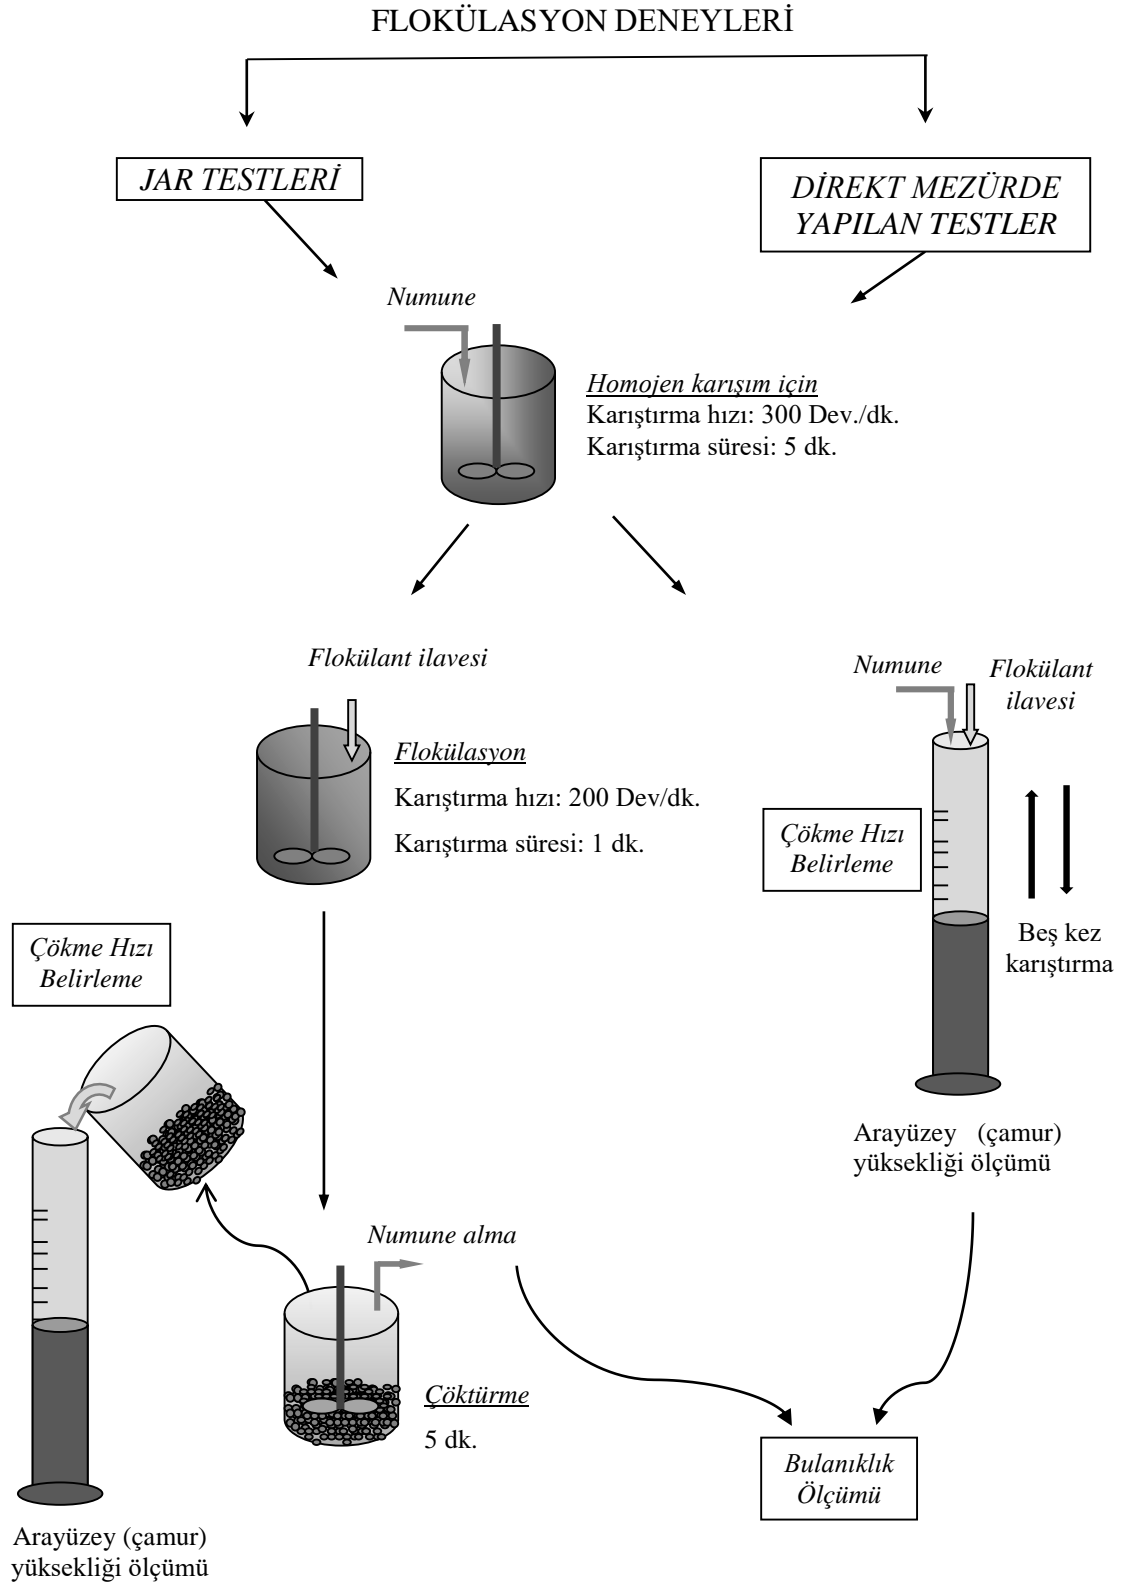 FLOKÜLASYON DENEYLERİ
JAR TESTLERİ
DİREKT MEZÜRDE
YAPILAN TESTLER
Numune
Homojen karışım için
Karıştırma hızı: 300 Dev./dk.
Karıştırma süresi: 5 dk.
Flokülant ilavesi
Flokülasyon
Karıştırma hızı: 200 Dev/dk.
Karıştırma süresi: 1 dk.
Numune
Flokülant
ilavesi
Çökme Hızı
Belirleme
Beş kez
karıştırma
Arayüzey (çamur)
yüksekliği ölçümü
Çökme Hızı
Belirleme
Numune alma
Çöktürme
5 dk.
Bulanıklık
Ölçümü
Arayüzey (çamur)
yüksekliği ölçümü